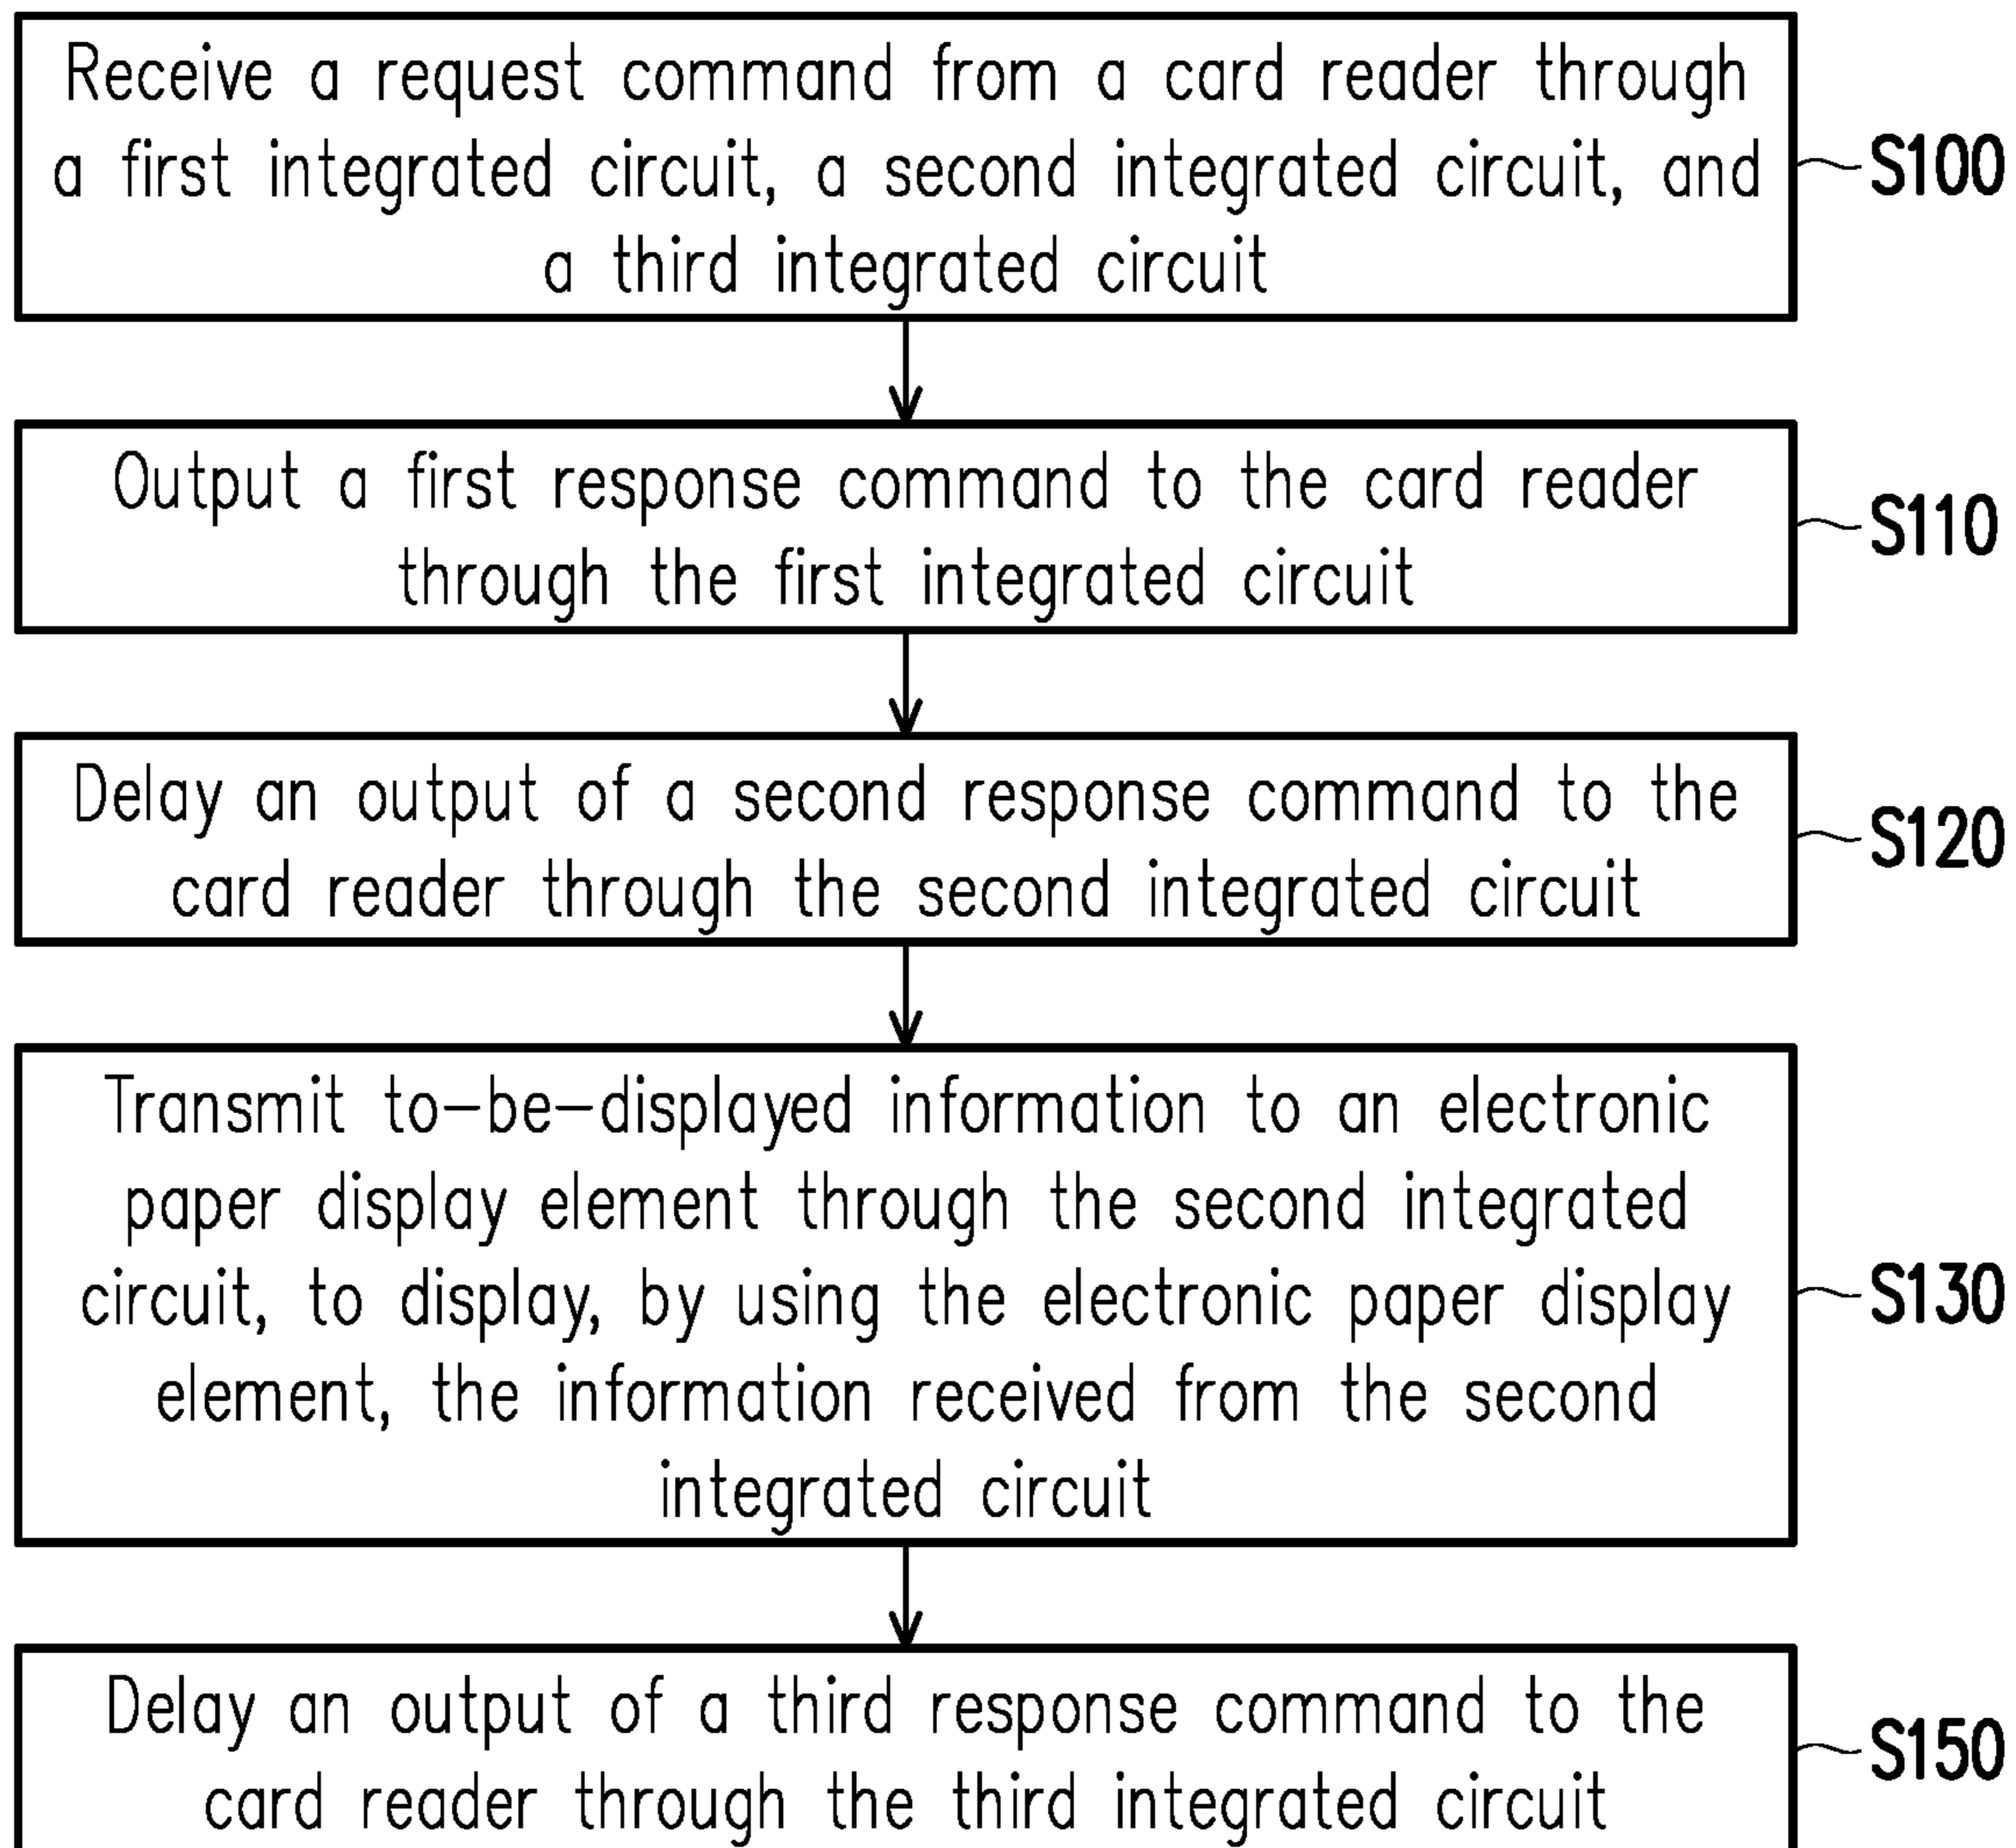 Receive a request command from a card reader through
a first integrated circuit, a second integrated circuit, and
a third integrated circuit
S100
Output a first response command to the card reader
through the first integrated circuit
S110
Delay an output of a second response command to the
card reader through the second integrated circuit
S120
Transmit to-be-displayed information to an electronic
paper display element through the second integrated
circuit, to display, by using the electronic paper display
element, the information received from the second
integrated circuit
S130
Delay an output of a third response command to the
card reader through the third integrated circuit
S150